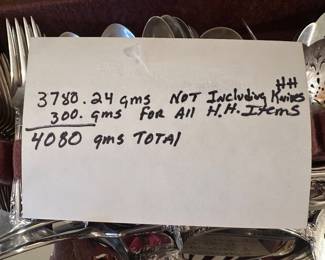 HH
3780.24 gms NOT Including Knives
300. gms FOR All H.H. Items
4080 gms TOTAL